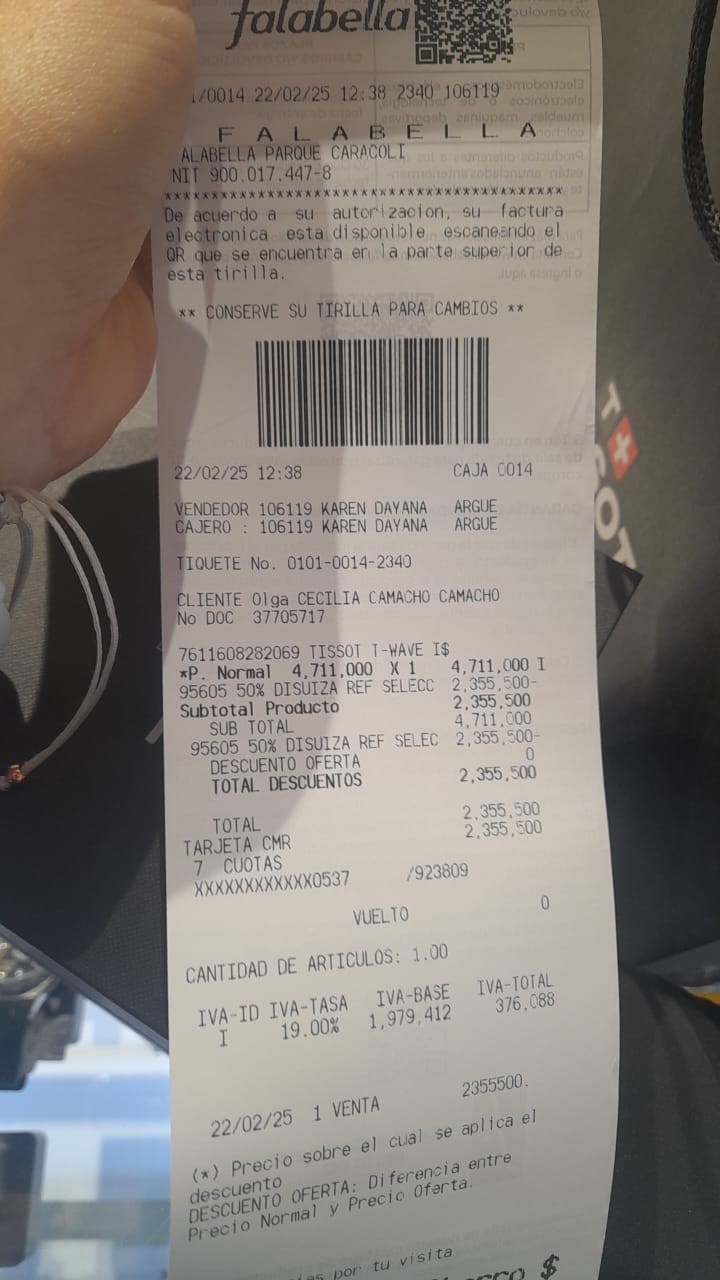 falabella
/0014 22/02/25 12:38 2340 106119
F A L A B E L L A
ALABELLA PARQUE CARACOLI
NIT 900.017.447-8
De acuerdo a su autorizacion, su factura
electronica esta disponible escaneando el
QR que se encuentra en la parte superior de
esta tirilla.
** CONSERVE SU TIRILLA PARA CAMBIOS **
22/02/25 12:38 CAJA 0014
VENDEDOR 106119 KAREN DAYANA ARGUE
CAJERO : 106119 KAREN DAYANA ARGUE
TIQUETE No. 0101-0014-2340
CLIENTE Olga CECILIA CAMACHO CAMACHO
No DOC 37705717
7611608282069 TISSOT T-WAVE I$
*P. Normal 4,711,000 X 1 4,711,000 I
95605 50% DISUIZA REF SELECC 2,355,500-
Subtotal Producto 2,355,500
SUB TOTAL 4,711,000
95605 50% DISUIZA REF SELEC 2,355,500-
DESCUENTO OFERTA 0
TOTAL DESCUENTOS 2,355,500
TOTAL 2,355,500
TARJETA CMR 2,355,500
7 CUOTAS
XXXXXXXXXXXX0537 /923809
VUELTO 0
CANTIDAD DE ARTICULOS: 1.00
IVA-ID IVA-TASA IVA-BASE IVA-TOTAL
I 19.00% 1,979,412 376,088
22/02/25 1 VENTA 2355500.
(*) Precio sobre el cual se aplica el
descuento
DESCUENTO OFERTA: Diferencia entre
Precio Normal y Precio Oferta.
por tu visita
$